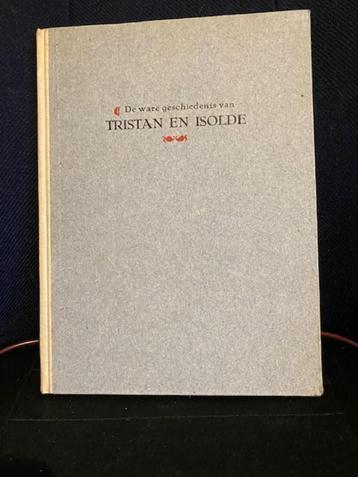 De ware geschiedenis van
TRISTAN EN ISOLDE